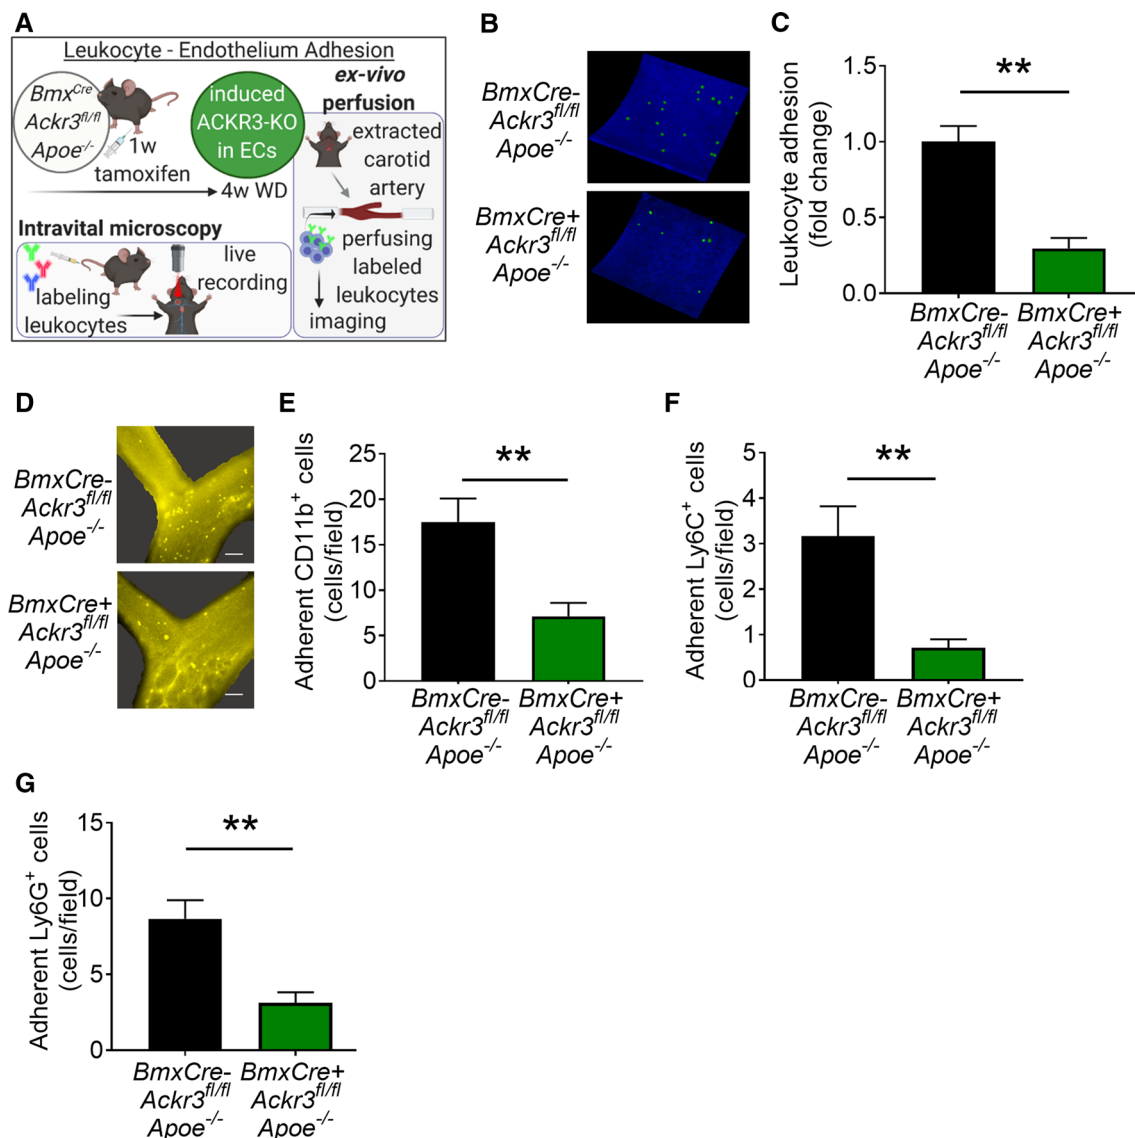 A
Leukocyte - Endothelium Adhesion
Bmx^Cre
Ackr3^fl/fl
Apoe^-/-
1w
tamoxifen
induced
ACKR3-KO
in ECs
4w WD
ex-vivo
perfusion
extracted
carotid
artery
perfusing
labeled
leukocytes
imaging
Intravital microscopy
labeling
leukocytes
live
recording
B
BmxCre-
Ackr3^fl/fl
Apoe^-/-
BmxCre+
Ackr3^fl/fl
Apoe^-/-
C
Leukocyte adhesion
(fold change)
1.5
1.0
0.5
0.0
**
BmxCre- BmxCre+
Ackr3^fl/fl Ackr3^fl/fl
Apoe^-/- Apoe^-/-
D
BmxCre-
Ackr3^fl/fl
Apoe^-/-
BmxCre+
Ackr3^fl/fl
Apoe^-/-
E
Adherent CD11b^+ cells
(cells/field)
25
20
15
10
5
0
**
BmxCre- BmxCre+
Ackr3^fl/fl Ackr3^fl/fl
Apoe^-/- Apoe^-/-
F
Adherent Ly6C^+ cells
(cells/field)
5
4
3
2
1
0
**
BmxCre- BmxCre+
Ackr3^fl/fl Ackr3^fl/fl
Apoe^-/- Apoe^-/-
G
Adherent Ly6G^+ cells
(cells/field)
15
10
5
0
**
BmxCre- BmxCre+
Ackr3^fl/fl Ackr3^fl/fl
Apoe^-/- Apoe^-/-